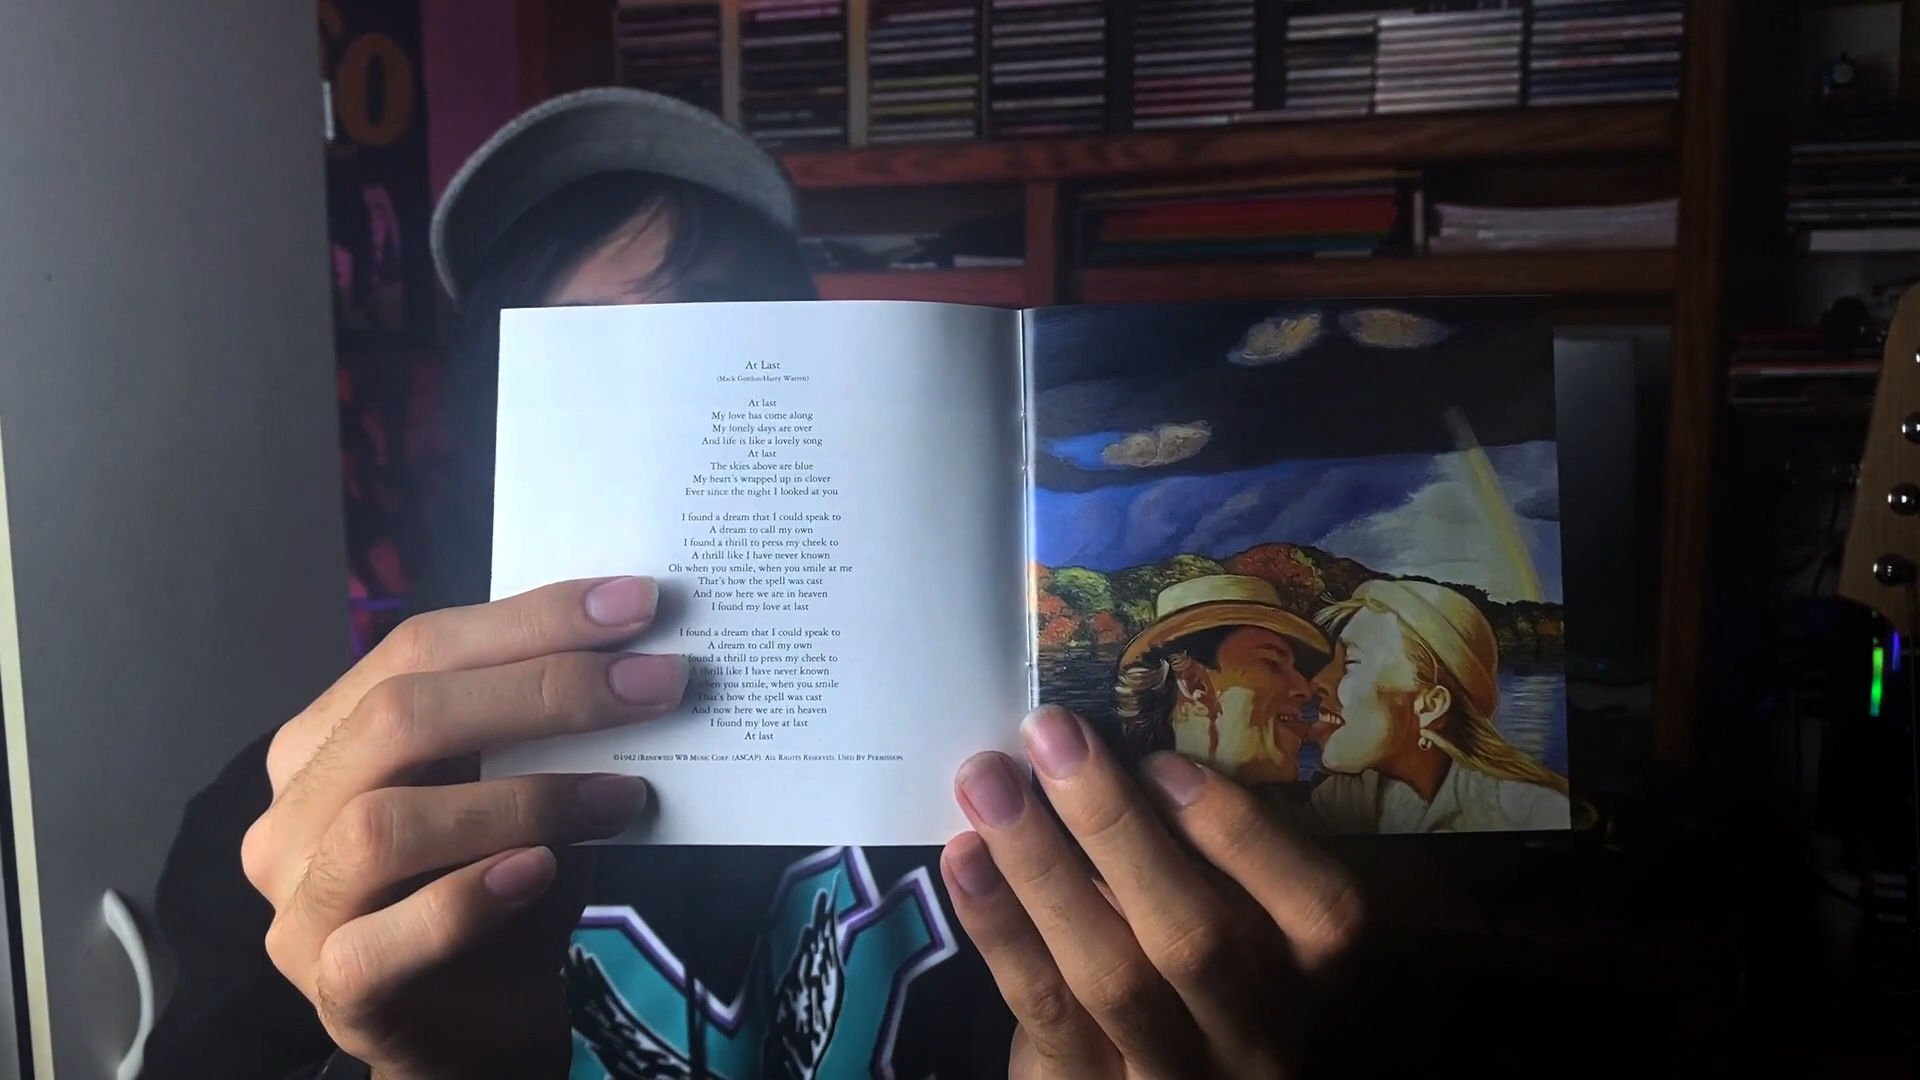 At Last
(Mack Gordon/Harry Warren)
At last
My love has come along
My lonely days are over
And life is like a lovely song
At last
The skies above are blue
My heart's wrapped up in clover
Ever since the night I looked at you
I found a dream that I could speak to
A dream to call my own
I found a thrill to press my cheek to
A thrill like I have never known
Oh when you smile, when you smile at me
That's how the spell was cast
And now here we are in heaven
I found my love at last
I found a dream that I could speak to
A dream to call my own
found a thrill to press my cheek to
thrill like I have never known
when you smile, when you smile
That's how the spell was cast
And now here we are in heaven
I found my love at last
At last
©1942 (Renewed) WB Music Corp. (ASCAP). All Rights Reserved. Used By Permission.